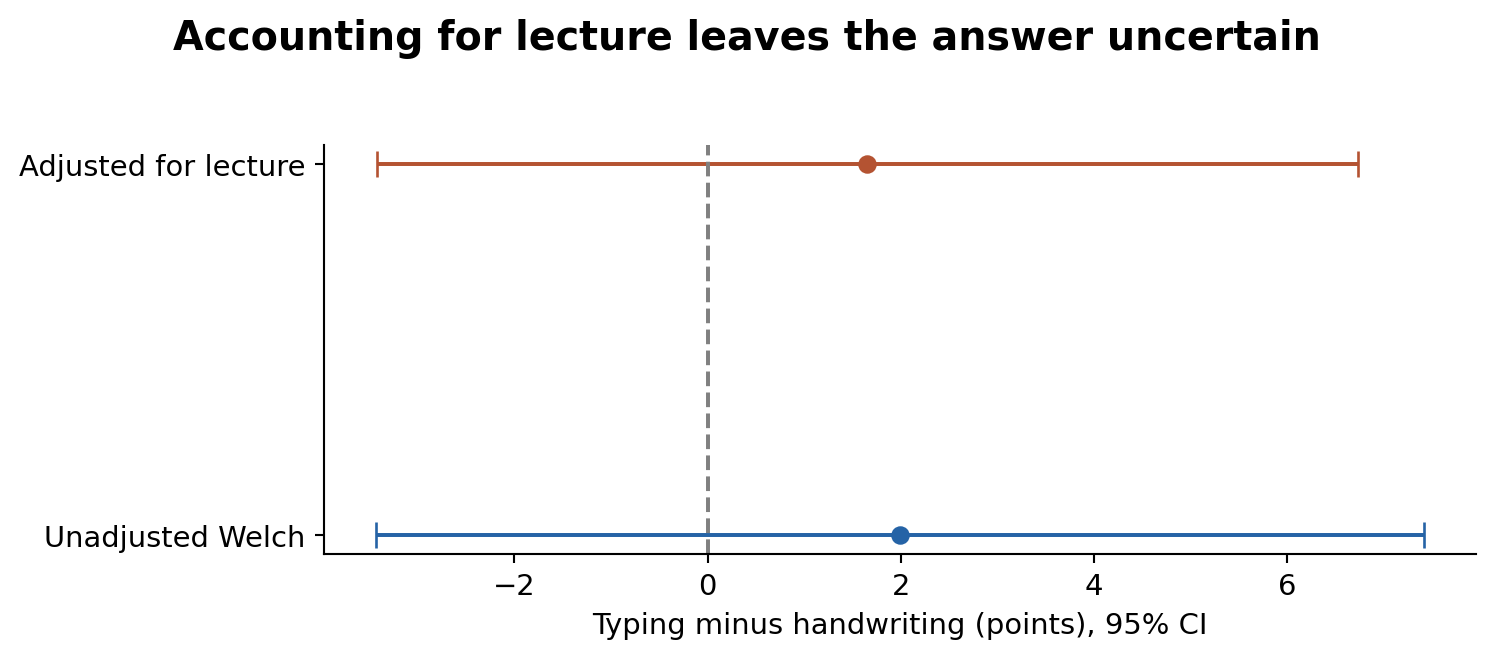 Accounting for lecture leaves the answer uncertain
Adjusted for lecture
Unadjusted Welch
−2 0 2 4 6
Typing minus handwriting (points), 95% CI